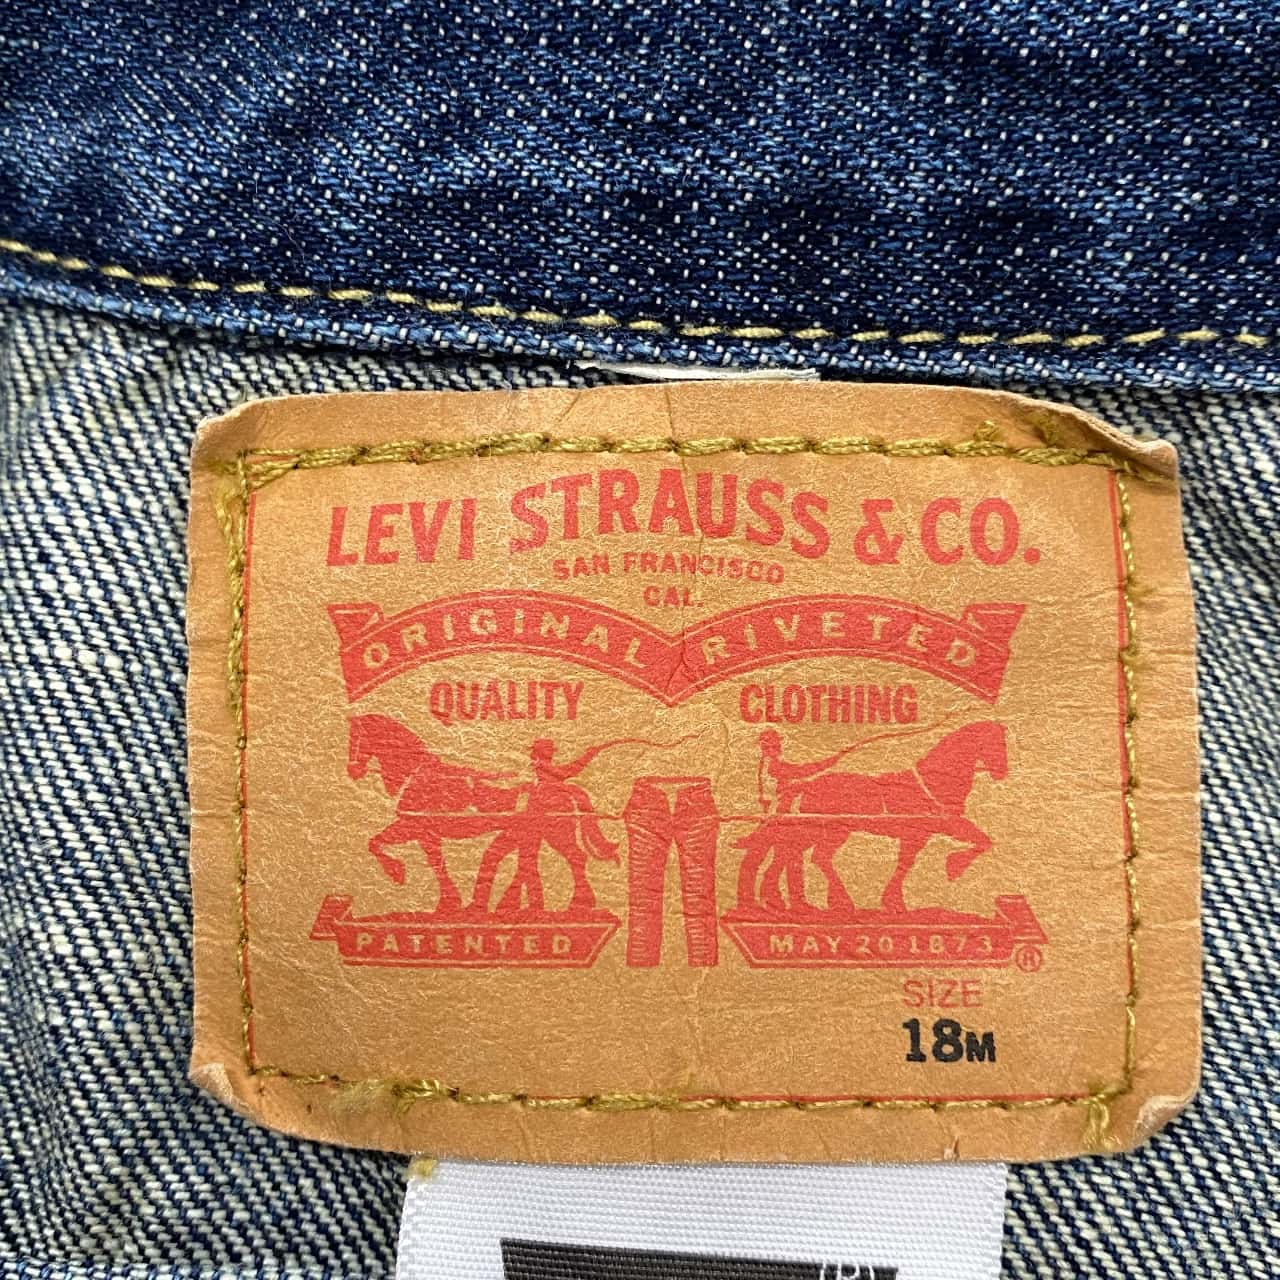 LEVI STRAUSS & CO.
SAN FRANCISCO
CAL.
ORIGINAL RIVETED
QUALITY CLOTHING
PATENTED MAY 20 1873
®
SIZE
18M